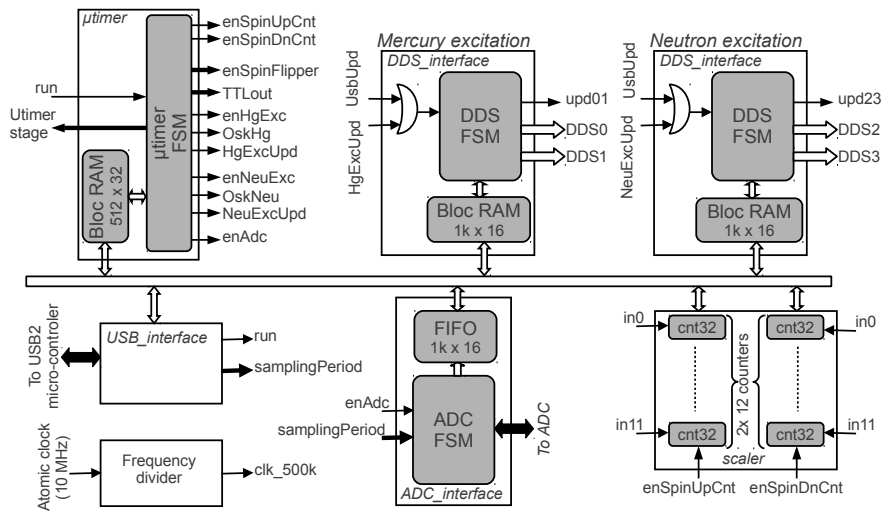 µtimer
run
Utimer
stage
µtimer
FSM
Bloc RAM
512 x 32
enSpinUpCnt
enSpinDnCnt
enSpinFlipper
TTLout
enHgExc
OskHg
HgExcUpd
enNeuExc
OskNeu
NeuExcUpd
enAdc
Mercury excitation
DDS_interface
UsbUpd
HgExcUpd
DDS
FSM
upd01
DDS0
DDS1
Bloc RAM
1k x 16
Neutron excitation
DDS_interface
UsbUpd
NeuExcUpd
DDS
FSM
upd23
DDS2
DDS3
Bloc RAM
1k x 16
To USB2
micro-controler
USB_interface
run
samplingPeriod
Atomic clock
(10 MHz)
Frequency
divider
clk_500k
FIFO
1k x 16
enAdc
samplingPeriod
ADC
FSM
To ADC
ADC_interface
in0
cnt32
cnt32
in0
2x 12 counters
in11
cnt32
cnt32
in11
scaler
enSpinUpCnt
enSpinDnCnt